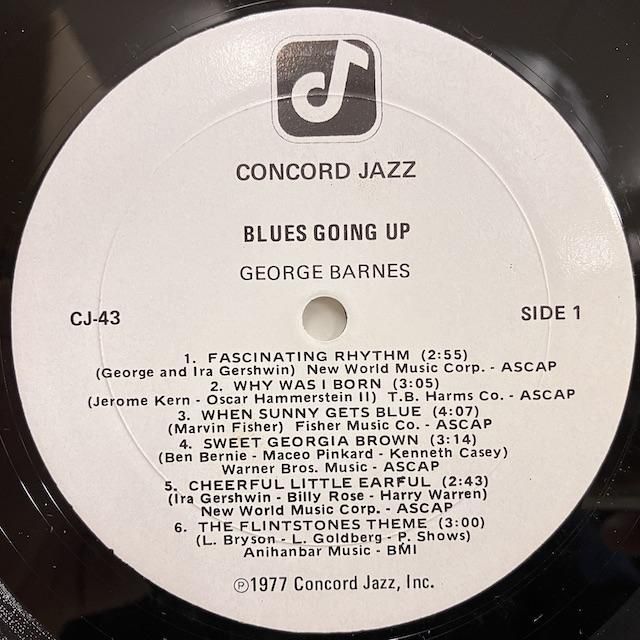 CONCORD JAZZ
BLUES GOING UP
GEORGE BARNES
CJ-43
SIDE 1
1. FASCINATING RHYTHM (2:55)
(George and Ira Gershwin) New World Music Corp. - ASCAP
2. WHY WAS I BORN (3:05)
(Jerome Kern - Oscar Hammerstein II) T.B. Harms Co. - ASCAP
3. WHEN SUNNY GETS BLUE (4:07)
(Marvin Fisher) Fisher Music Co. - ASCAP
4. SWEET GEORGIA BROWN (3:14)
(Ben Bernie - Maceo Pinkard - Kenneth Casey)
Warner Bros. Music - ASCAP
5. CHEERFUL LITTLE EARFUL (2:43)
(Ira Gershwin - Billy Rose - Harry Warren)
New World Music Corp. - ASCAP
6. THE FLINTSTONES THEME (3:00)
(L. Bryson - L. Goldberg - P. Shows)
Anihanbar Music - BMI
℗1977 Concord Jazz, Inc.